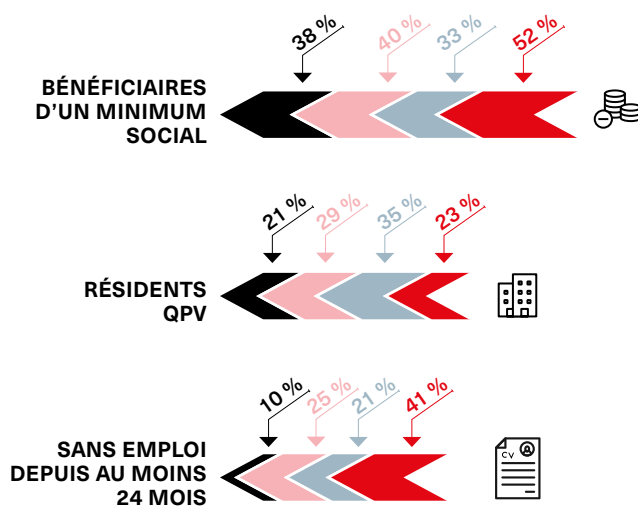 38 % 40 % 33 % 52 %
BÉNÉFICIAIRES
D'UN MINIMUM
SOCIAL
21 % 29 % 35 % 23 %
RÉSIDENTS
QPV
10 % 25 % 21 % 41 %
SANS EMPLOI
DEPUIS AU MOINS
24 MOIS
CV